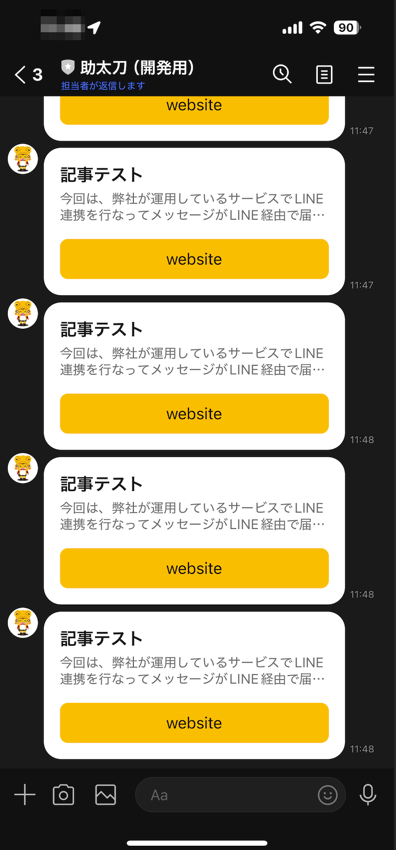 90
3
助太刀 (開発用)
担当者が返信します
website
11:47
記事テスト
今回は、弊社が運用しているサービスでLINE
連携を行なってメッセージがLINE経由で届…
website
11:47
記事テスト
今回は、弊社が運用しているサービスでLINE
連携を行なってメッセージがLINE経由で届…
website
11:48
記事テスト
今回は、弊社が運用しているサービスでLINE
連携を行なってメッセージがLINE経由で届…
website
11:48
記事テスト
今回は、弊社が運用しているサービスでLINE
連携を行なってメッセージがLINE経由で届…
website
11:48
Aa